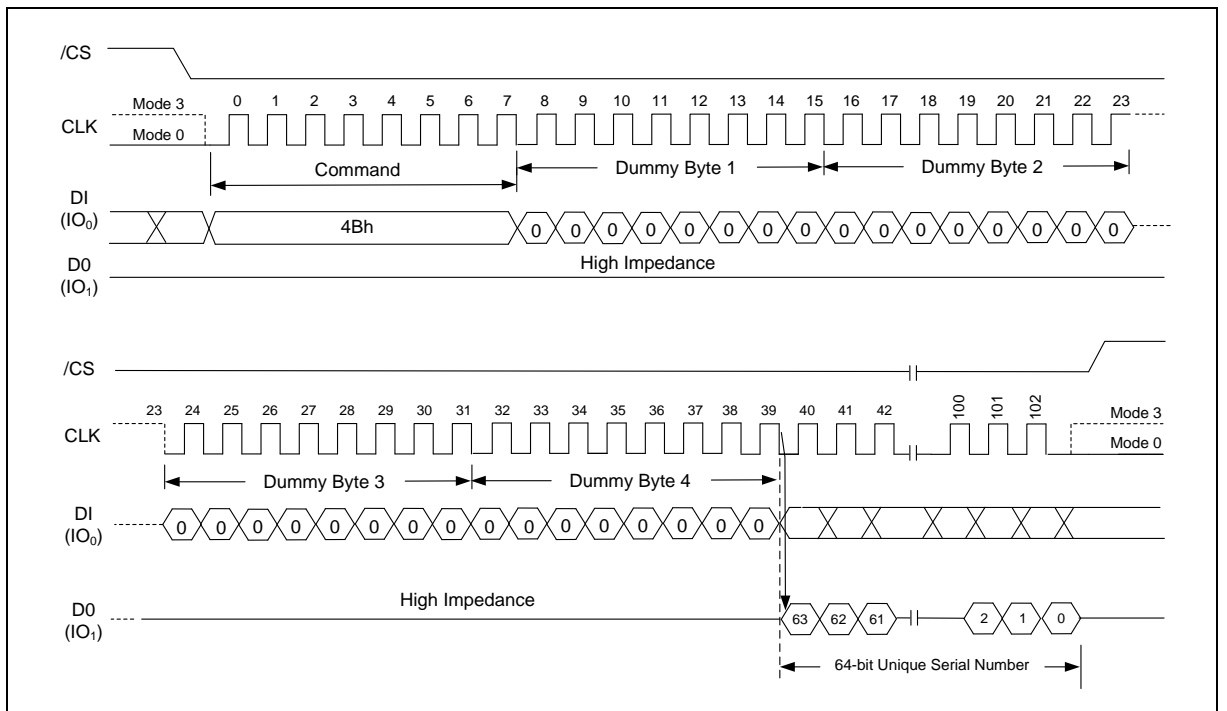 /CS
Mode 3
0 1 2 3 4 5 6 7 8 9 10 11 12 13 14 15 16 17 18 19 20 21 22 23
CLK
Mode 0
Command
Dummy Byte 1
Dummy Byte 2
DI
(IO₀)
4Bh
0 0 0 0 0 0 0 0 0 0 0 0 0 0 0 0
High Impedance
D0
(IO₁)
/CS
23 24 25 26 27 28 29 30 31 32 33 34 35 36 37 38 39 40 41 42 100 101 102
Mode 3
CLK
Mode 0
Dummy Byte 3
Dummy Byte 4
DI
(IO₀)
0 0 0 0 0 0 0 0 0 0 0 0 0 0 0 0
High Impedance
D0
(IO₁)
63 62 61 2 1 0
64-bit Unique Serial Number